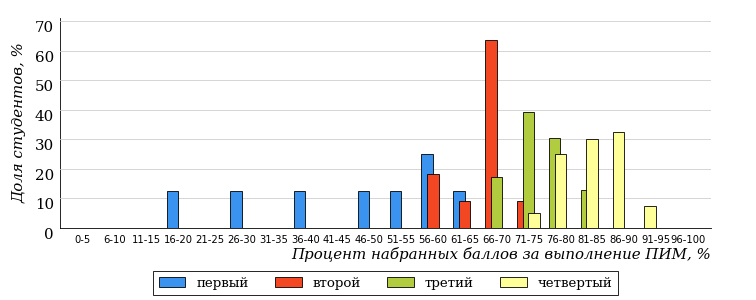 Доля студентов, %
70
60
50
40
30
20
10
0
0-5 6-10 11-15 16-20 21-25 26-30 31-35 36-40 41-45 46-50 51-55 56-60 61-65 66-70 71-75 76-80 81-85 86-90 91-95 96-100
Процент набранных баллов за выполнение ПИМ, %
первый второй третий четвертый